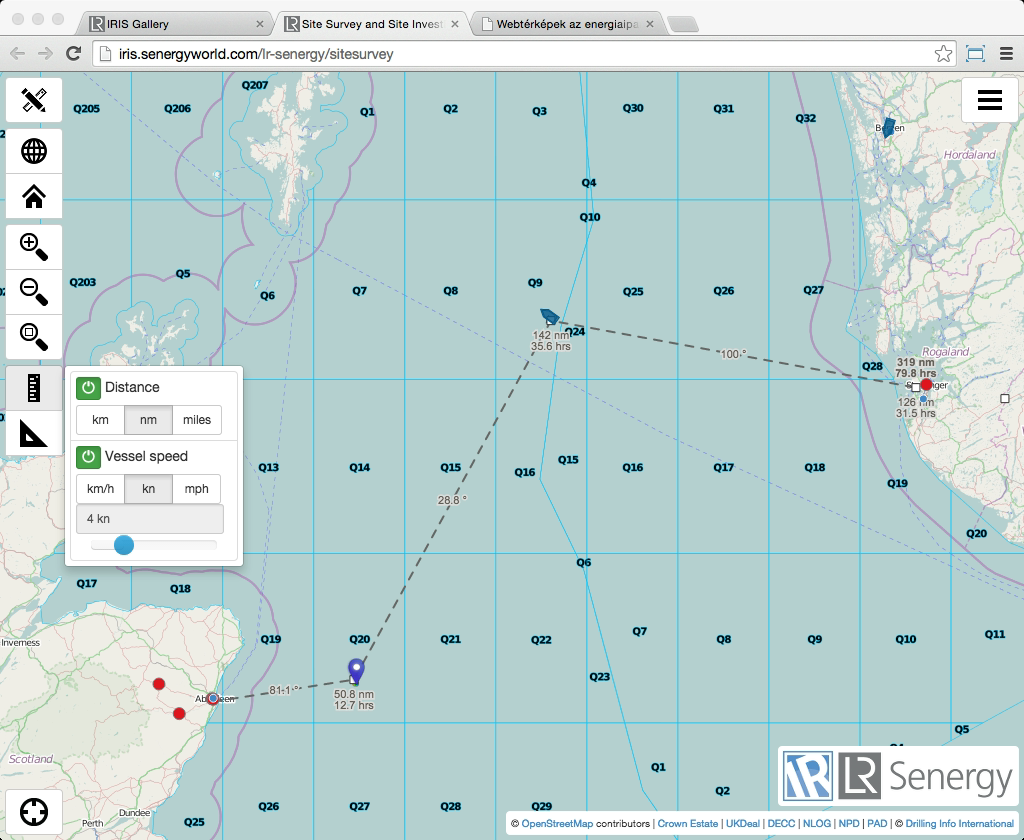 IRIS Gallery
Site Survey and Site Invest
Webtérképek az energiaipa
iris.senergyworld.com/lr-senergy/sitesurvey
Q205 Q206 Q207 Q1 Q2 Q3 Q30 Q31 Q32
Hordaland
Q4
Q10
Q203 Q5 Q6 Q7 Q8 Q9 Q25 Q26 Q27
Q24
142 nm
35.6 hrs
100°
Rogaland
Q28
319 nm
79.8 hrs
126 nm
31.5 hrs
Distance
km nm miles
Vessel speed
km/h kn mph
4 kn
Q13 Q14 Q15 Q16 Q15 Q16 Q17 Q18 Q19
28.8 °
Q20
Q6
Q17 Q18
Inverness
Q19 Q20 Q21 Q22 Q7 Q8 Q9 Q10 Q11
Q23
81.1 °
50.8 nm
12.7 hrs
Q5
Scotland
Q1
Q2
Dundee
Perth
Q25 Q26 Q27 Q28 Q29
LR Senergy
© OpenStreetMap contributors | Crown Estate | UKDeal | DECC | NLOG | NPD | PAD | © Drilling Info International